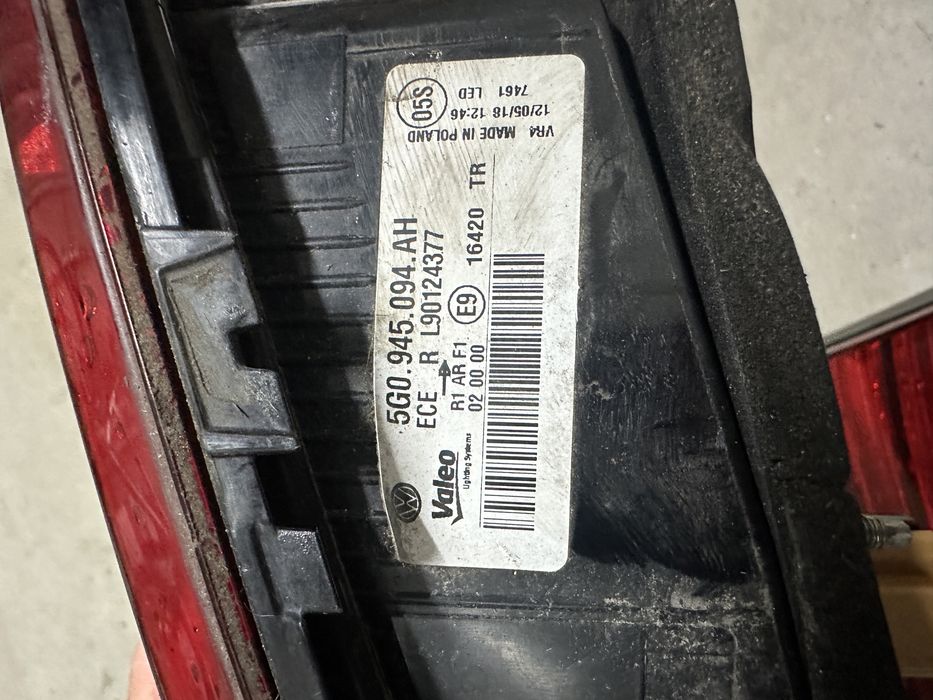 5G0.945.094.AH
ECE R L90124377
R1 AR F1 E9 16420 TR
02 00 00
Valeo
Lighting Systems
VR4 MADE IN POLAND
12/05/18 12:46
7461 LED
05S